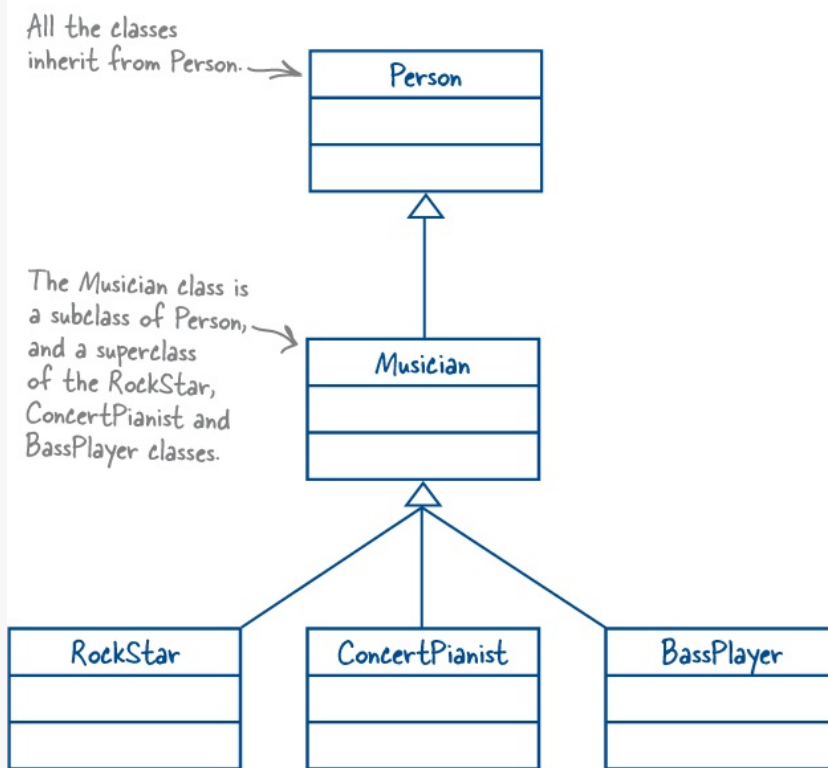 All the classes
inherit from Person.
Person
The Musician class is
a subclass of Person,
and a superclass
of the RockStar,
ConcertPianist and
BassPlayer classes.
Musician
RockStar
ConcertPianist
BassPlayer